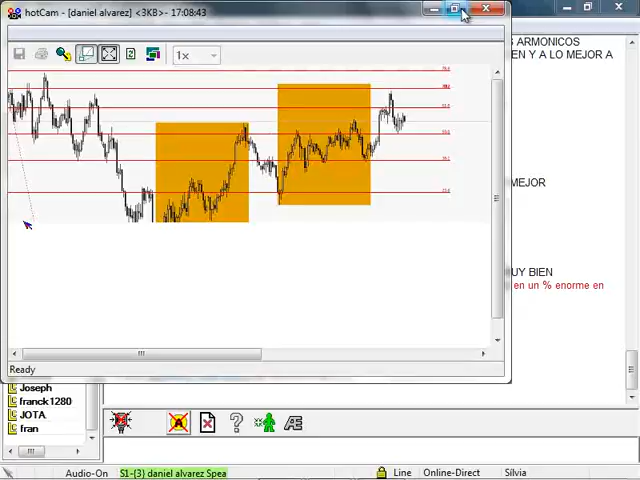 hotCam - [daniel alvarez] <3KB>- 17:08:43
1x
S ARMONICOS
EN Y A LO MEJOR A
MEJOR
UY BIEN
en un % enorme en
Ready
Joseph
franck1280
JOTA
fran
Audio-On
S1-{3} daniel alvarez Spea
Line
Online-Direct
Sílvia